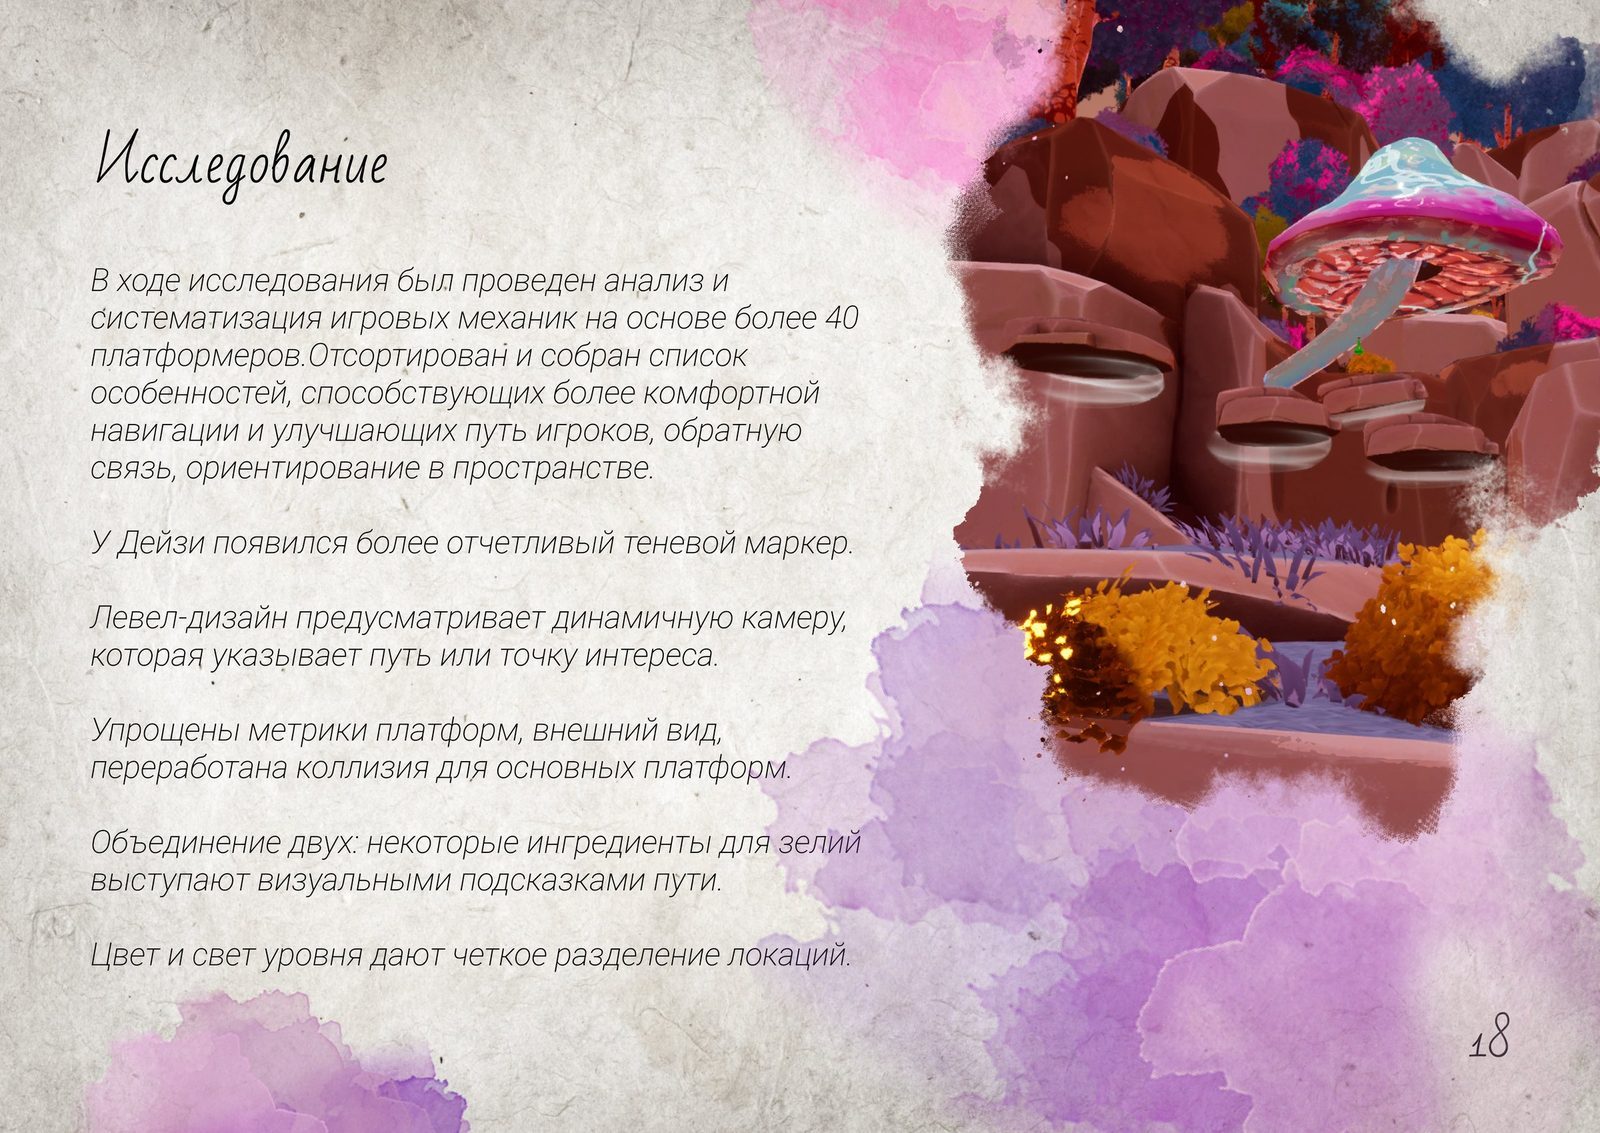 Исследование
В ходе исследования был проведен анализ и
систематизация игровых механик на основе более 40
платформеров.Отсортирован и собран список
особенностей, способствующих более комфортной
навигации и улучшающих путь игроков, обратную
связь, ориентирование в пространстве.
У Дейзи появился более отчетливый теневой маркер.
Левел-дизайн предусматривает динамичную камеру,
которая указывает путь или точку интереса.
Упрощены метрики платформ, внешний вид,
переработана коллизия для основных платформ.
Объединение двух: некоторые ингредиенты для зелий
выступают визуальными подсказками пути.
Цвет и свет уровня дают четкое разделение локаций.
18